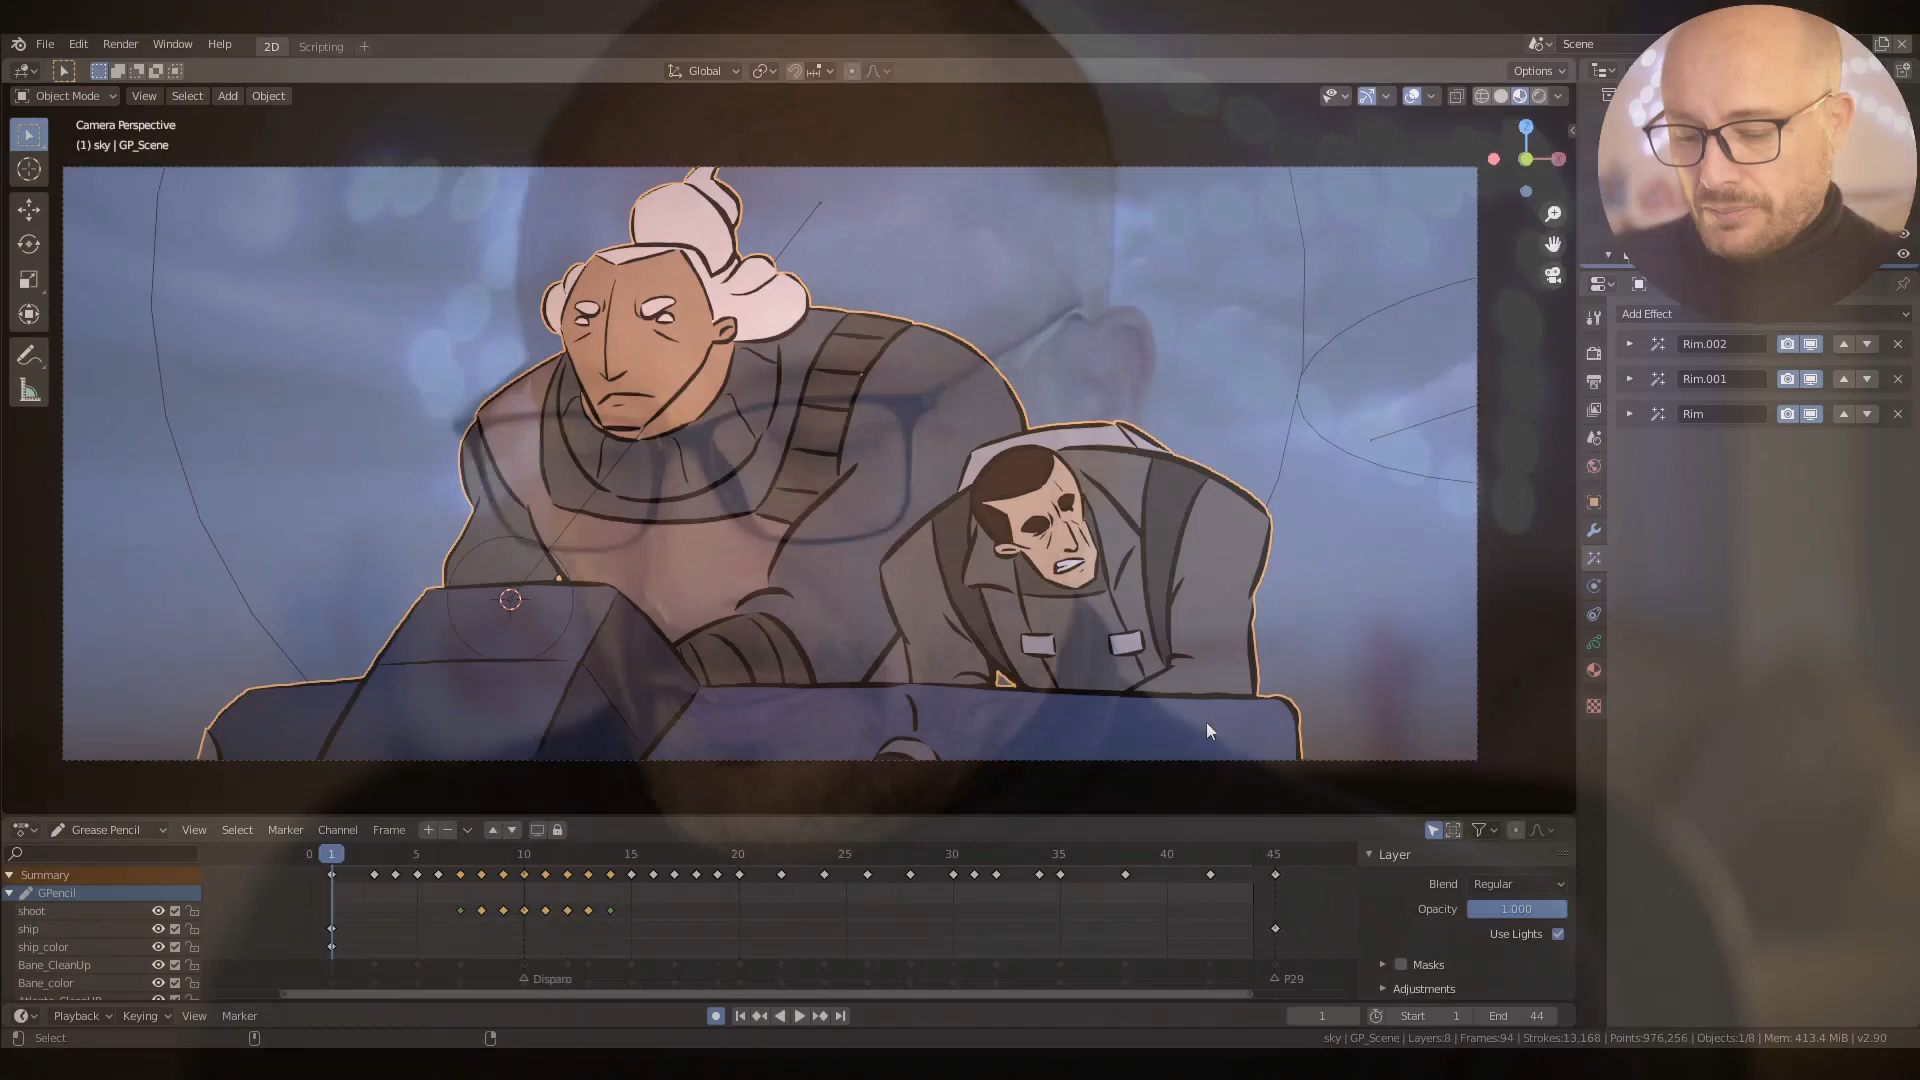 File Edit Render Window Help 2D Scripting Scene
Global Options
Object Mode View Select Add Object
Camera Perspective
(1) sky | GP_Scene
Add Effect
Rim.002
Rim.001
Rim
Grease Pencil View Select Marker Channel Frame
0 1 5 10 15 20 25 30 35 40 45
Layer
Summary
GPencil
Blend Regular
shoot
Opacity 1.000
ship
Use Lights
ship_color
Bane_CleanUp
Masks
Bane_color
Disparo P29
Adjustments
Playback Keying View Marker 1 Start 1 End 44
Select
sky | GP_Scene | Layers:8 | Frames:94 | Strokes:13,168 | Points:976,256 | Objects:1/8 | Mem: 413.4 MiB | v2.90